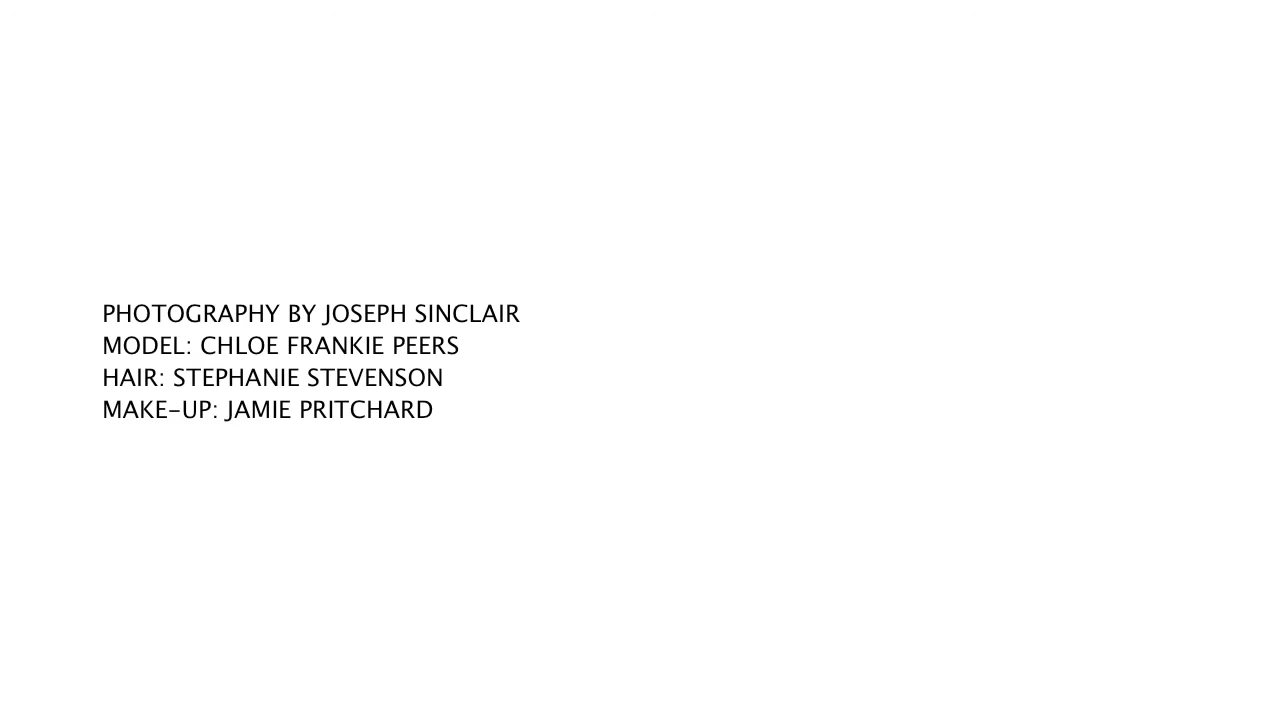 PHOTOGRAPHY BY JOSEPH SINCLAIR
MODEL: CHLOE FRANKIE PEERS
HAIR: STEPHANIE STEVENSON
MAKE–UP: JAMIE PRITCHARD